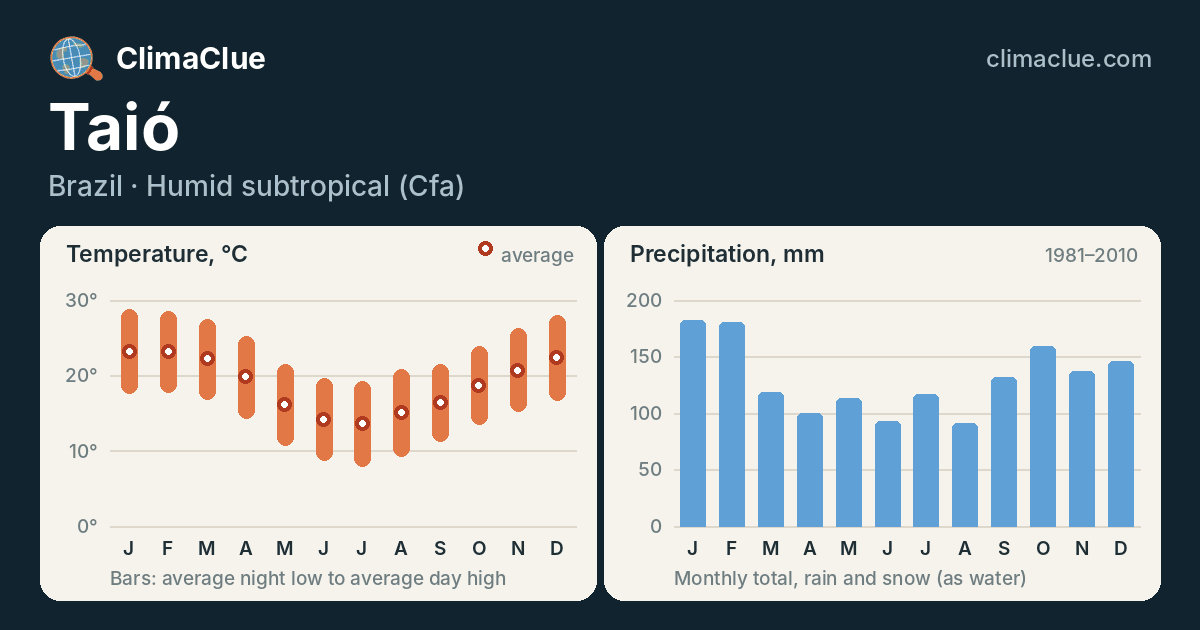 ClimaClue
climaclue.com
Taió
Brazil · Humid subtropical (Cfa)
Temperature, °C
average
30°
20°
10°
0°
J F M A M J J A S O N D
Bars: average night low to average day high
Precipitation, mm
1981–2010
200
150
100
50
0
J F M A M J J A S O N D
Monthly total, rain and snow (as water)